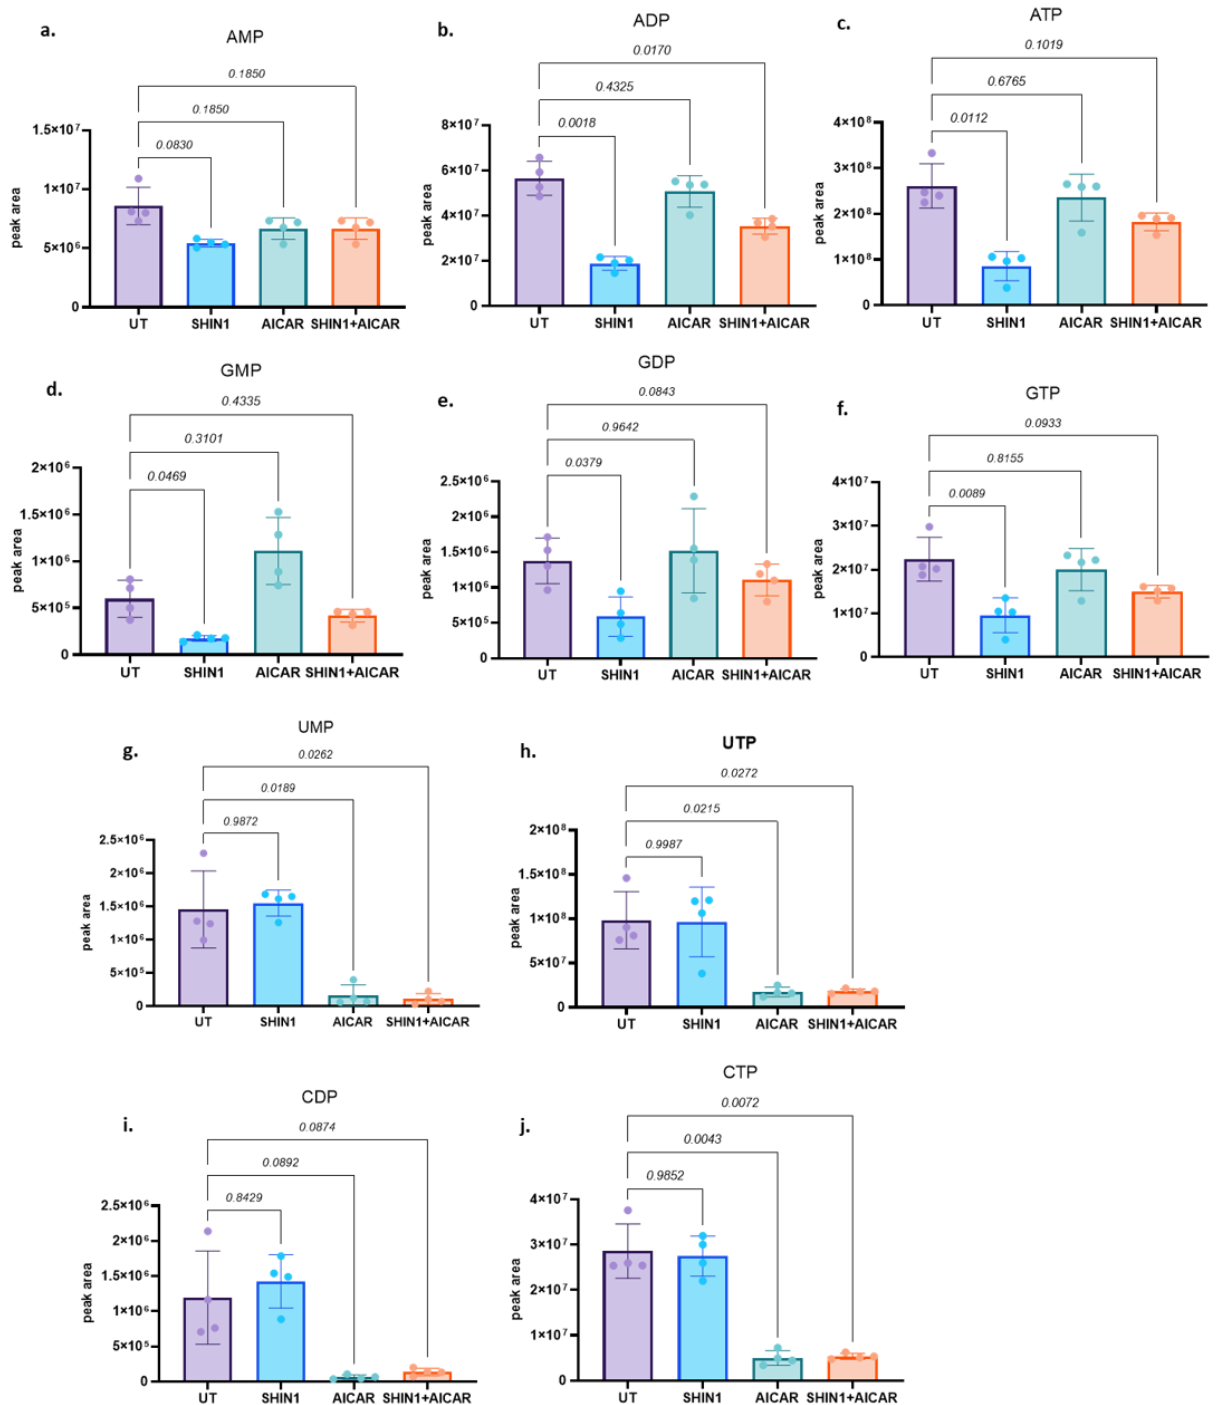 a.
AMP
0.1850
0.1850
0.0830
1.5×10⁷
1×10⁷
5×10⁶
0
peak area
UT SHIN1 AICAR SHIN1+AICAR
b.
ADP
0.0170
0.4325
0.0018
8×10⁷
6×10⁷
4×10⁷
2×10⁷
0
peak area
UT SHIN1 AICAR SHIN1+AICAR
c.
ATP
0.1019
0.6765
0.0112
4×10⁸
3×10⁸
2×10⁸
1×10⁸
0
peak area
UT SHIN1 AICAR SHIN1+AICAR
d.
GMP
0.4335
0.3101
0.0469
2×10⁶
1.5×10⁶
1×10⁶
5×10⁵
0
peak area
UT SHIN1 AICAR SHIN1+AICAR
e.
GDP
0.0843
0.9642
0.0379
2.5×10⁶
2×10⁶
1.5×10⁶
1×10⁶
5×10⁵
0
peak area
UT SHIN1 AICAR SHIN1+AICAR
f.
GTP
0.0933
0.8155
0.0089
4×10⁷
3×10⁷
2×10⁷
1×10⁷
0
peak area
UT SHIN1 AICAR SHIN1+AICAR
g.
UMP
0.0262
0.0189
0.9872
2.5×10⁶
2×10⁶
1.5×10⁶
1×10⁶
5×10⁵
0
peak area
UT SHIN1 AICAR SHIN1+AICAR
h.
UTP
0.0272
0.0215
0.9987
2×10⁸
1.5×10⁸
1×10⁸
5×10⁷
0
peak area
UT SHIN1 AICAR SHIN1+AICAR
i.
CDP
0.0874
0.0892
0.8429
2.5×10⁶
2×10⁶
1.5×10⁶
1×10⁶
5×10⁵
0
peak area
UT SHIN1 AICAR SHIN1+AICAR
j.
CTP
0.0072
0.0043
0.9852
4×10⁷
3×10⁷
2×10⁷
1×10⁷
0
peak area
UT SHIN1 AICAR SHIN1+AICAR